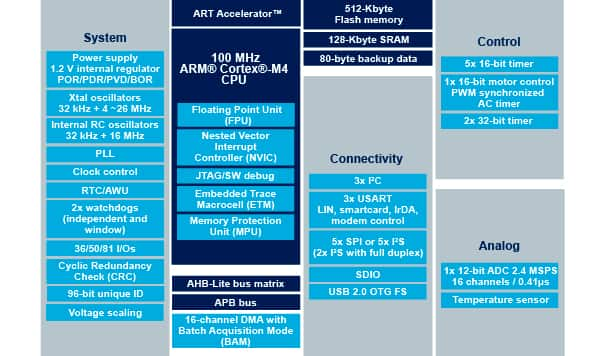 System
Power supply
1.2 V internal regulator
POR/PDR/PVD/BOR
Xtal oscillators
32 kHz + 4 ~26 MHz
Internal RC oscillators
32 kHz + 16 MHz
PLL
Clock control
RTC/AWU
2x watchdogs
(independent and
window)
36/50/81 I/Os
Cyclic Redundancy
Check (CRC)
96-bit unique ID
Voltage scaling
ART Accelerator™
100 MHz
ARM® Cortex®-M4
CPU
Floating Point Unit
(FPU)
Nested Vector
Interrupt
Controller (NVIC)
JTAG/SW debug
Embedded Trace
Macrocell (ETM)
Memory Protection
Unit (MPU)
AHB-Lite bus matrix
APB bus
16-channel DMA with
Batch Acquisition Mode
(BAM)
512-Kbyte
Flash memory
128-Kbyte SRAM
80-byte backup data
Connectivity
3x I²C
3x USART
LIN, smartcard, IrDA,
modem control
5x SPI or 5x I²S
(2x I²S with full duplex)
SDIO
USB 2.0 OTG FS
Control
5x 16-bit timer
1x 16-bit motor control
PWM synchronized
AC timer
2x 32-bit timer
Analog
1x 12-bit ADC 2.4 MSPS
16 channels / 0.41µs
Temperature sensor